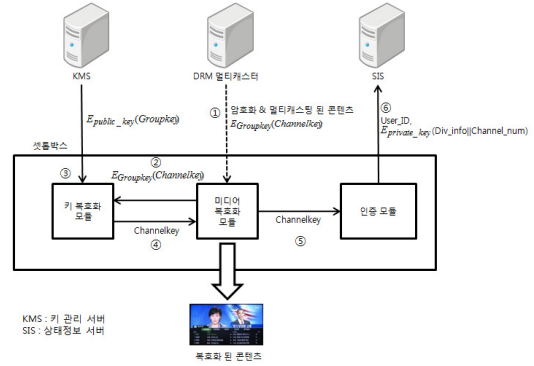 KMS
DRM 멀티캐스터
SIS
E_public_key(Groupkey)
①
암호화 & 멀티캐스팅 된 콘텐츠
E_Groupkey(Channelkey)
⑥
User_ID,
E_private_key(Div_info||Channel_num)
셋톱박스
②
E_Groupkey(Channelkey)
③
키 복호화
모듈
미디어
복호화
모듈
인증 모듈
Channelkey
④
Channelkey
⑤
KMS : 키 관리 서버
SIS : 상태정보 서버
복호화 된 콘텐츠